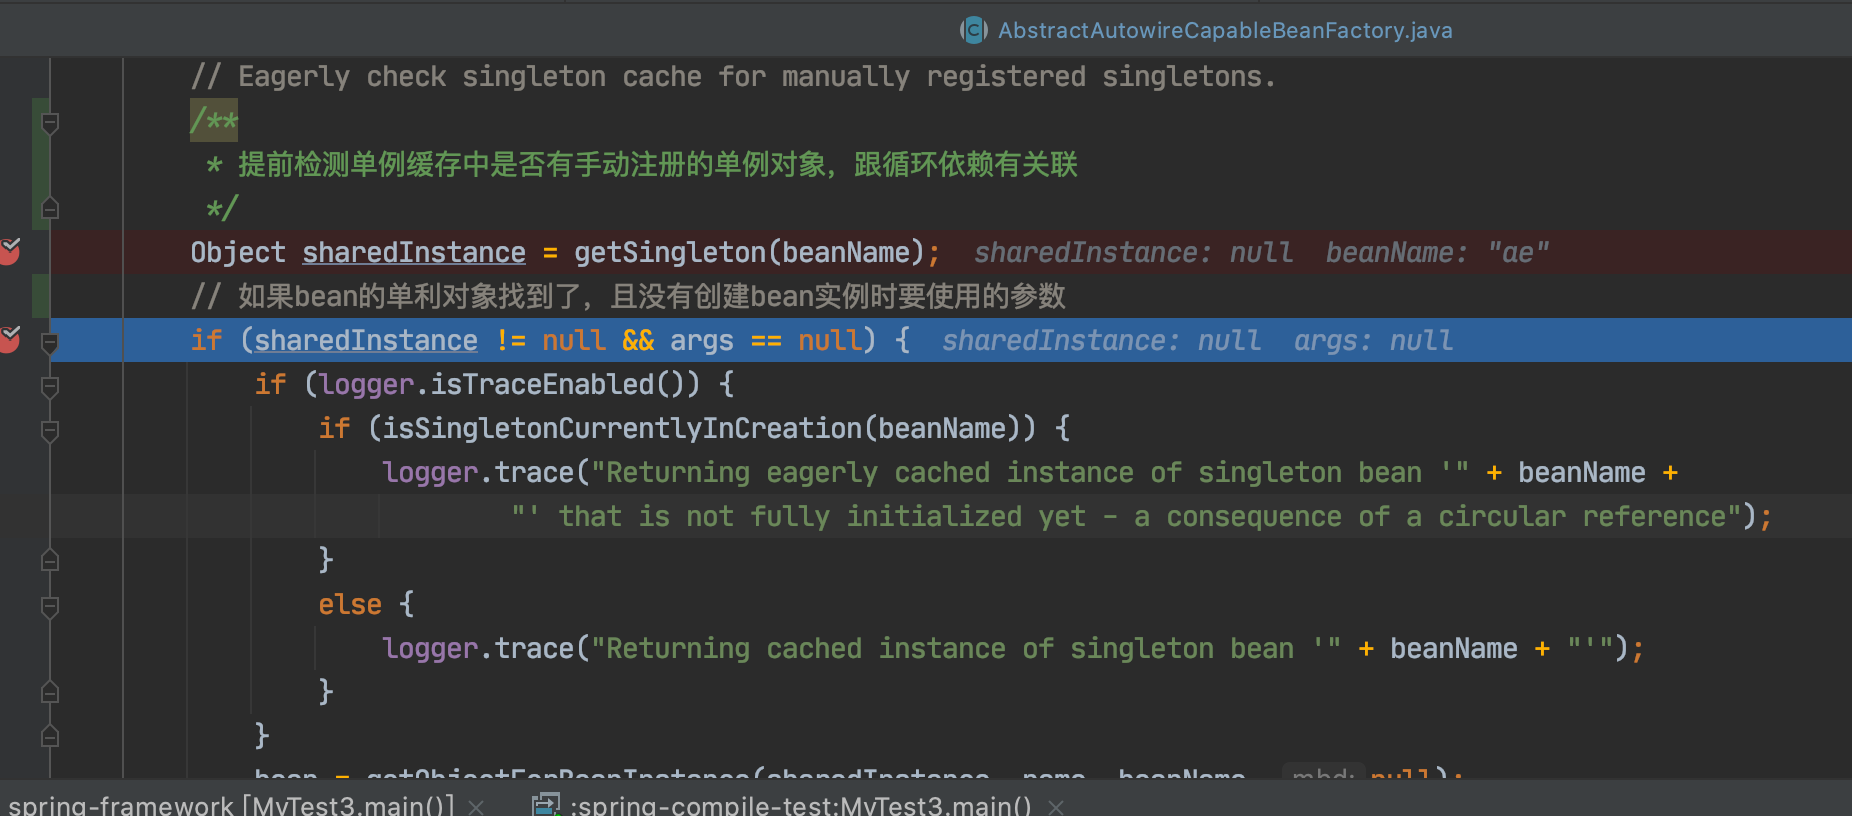 AbstractAutowireCapableBeanFactory.java
// Eagerly check singleton cache for manually registered singletons.
/**
* 提前检测单例缓存中是否有手动注册的单例对象，跟循环依赖有关联
*/
Object sharedInstance = getSingleton(beanName); sharedInstance: null beanName: "ae"
// 如果bean的单利对象找到了，且没有创建bean实例时要使用的参数
if (sharedInstance != null && args == null) { sharedInstance: null args: null
if (logger.isTraceEnabled()) {
if (isSingletonCurrentlyInCreation(beanName)) {
logger.trace("Returning eagerly cached instance of singleton bean '" + beanName +
"' that is not fully initialized yet - a consequence of a circular reference");
}
else {
logger.trace("Returning cached instance of singleton bean '" + beanName + "'");
}
}
bean = getObjectForBeanInstance(sharedInstance, name, beanName, mbd: null);
spring-framework [MyTest3.main()] :spring-compile-test:MyTest3.main()